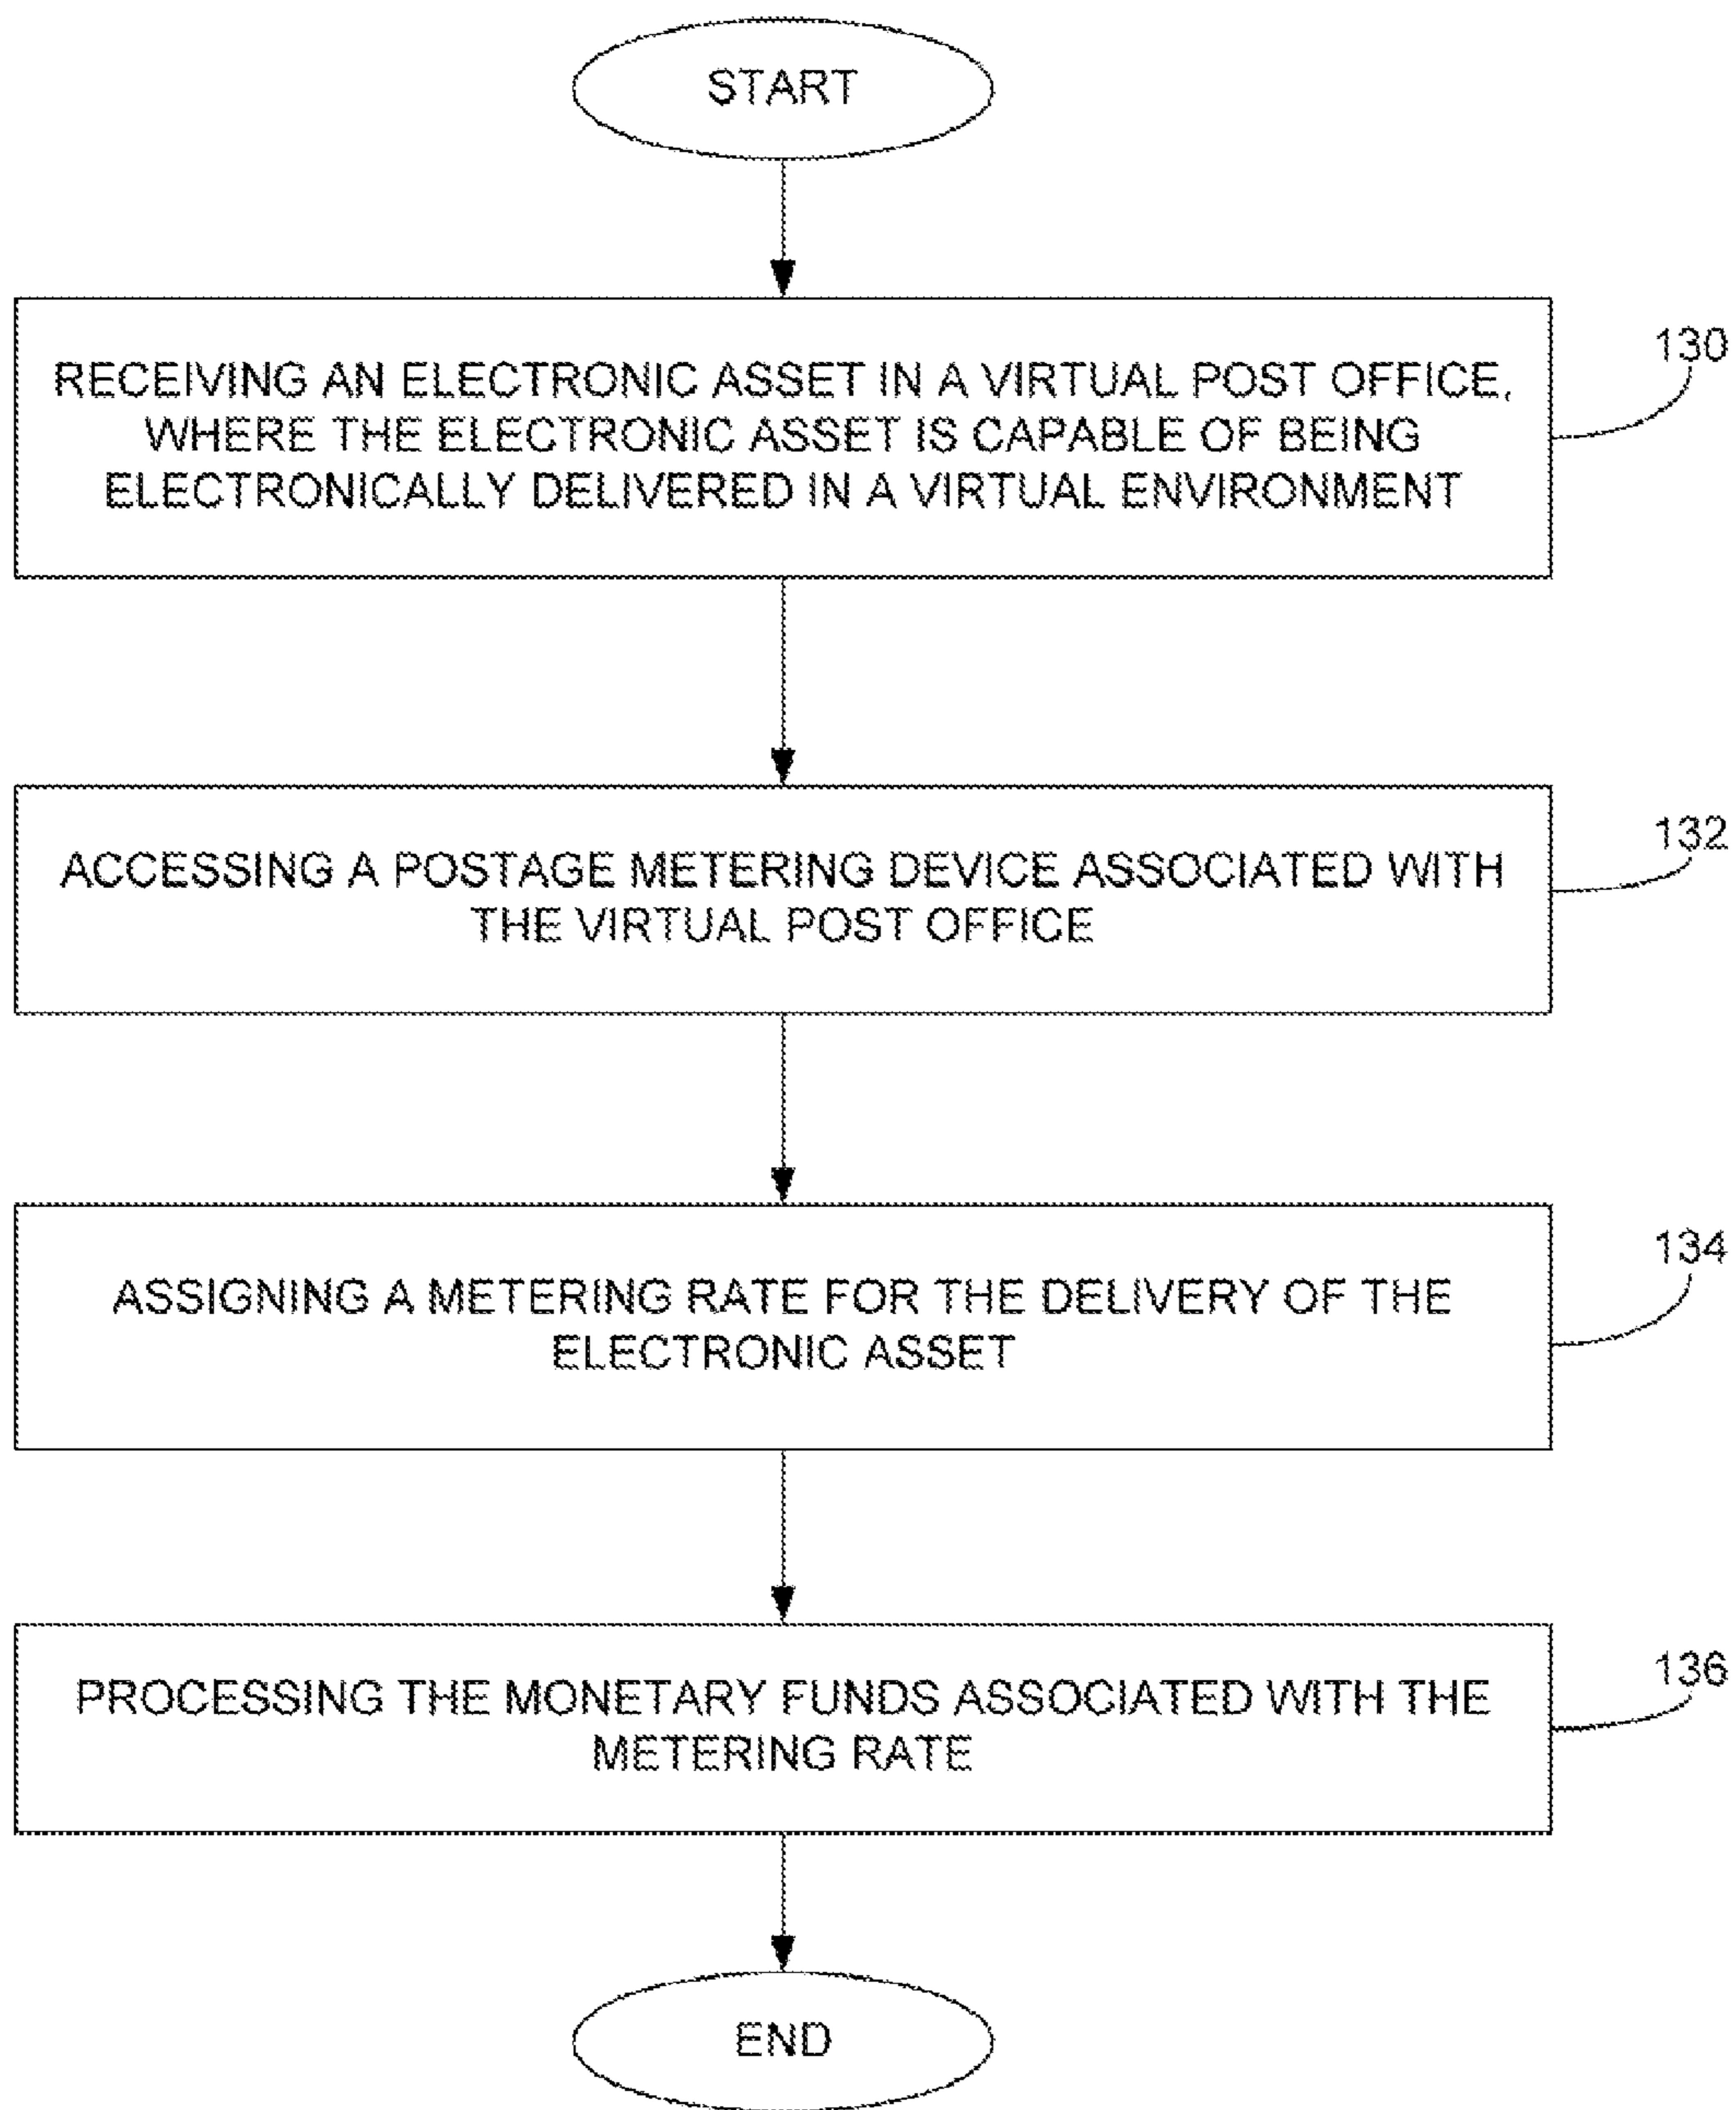 START
RECEIVING AN ELECTRONIC ASSET IN A VIRTUAL POST OFFICE,
WHERE THE ELECTRONIC ASSET IS CAPABLE OF BEING
ELECTRONICALLY DELIVERED IN A VIRTUAL ENVIRONMENT
130
ACCESSING A POSTAGE METERING DEVICE ASSOCIATED WITH
THE VIRTUAL POST OFFICE
132
ASSIGNING A METERING RATE FOR THE DELIVERY OF THE
ELECTRONIC ASSET
134
PROCESSING THE MONETARY FUNDS ASSOCIATED WITH THE
METERING RATE
136
END